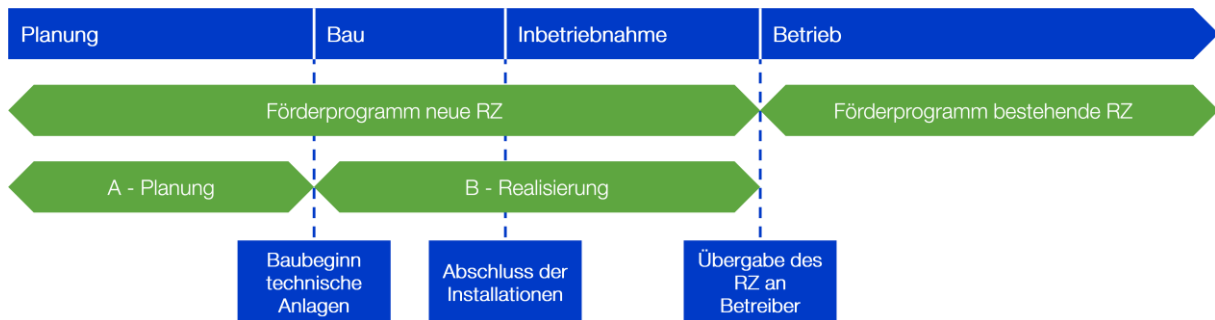 Planung
Bau
Inbetriebnahme
Betrieb
Förderprogramm neue RZ
Förderprogramm bestehende RZ
A - Planung
B - Realisierung
Baubeginn
technische
Anlagen
Abschluss der
Installationen
Übergabe des
RZ an
Betreiber